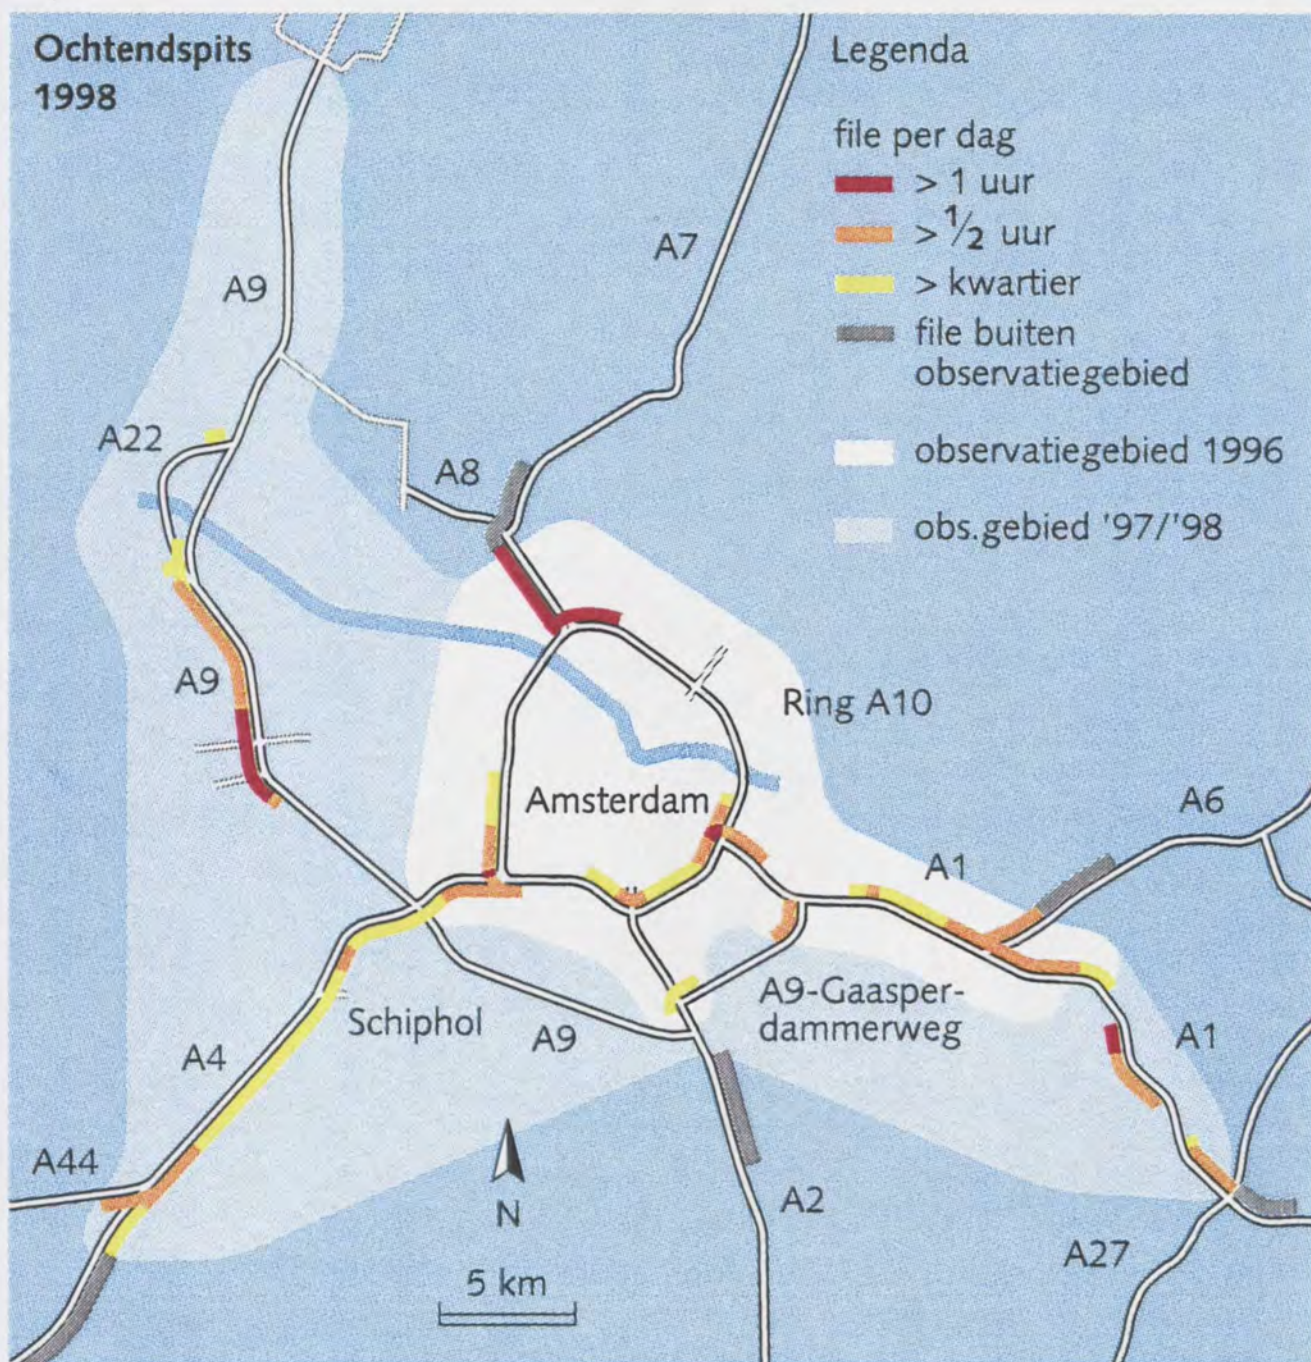 Ochtendspits
1998
Legenda
file per dag
> 1 uur
> 1/2 uur
> kwartier
file buiten
observatiegebied
observatiegebied 1996
obs.gebied '97/'98
A7
A9
A22
A8
A9
Ring A10
Amsterdam
A6
A1
A9-Gaasper-
dammerweg
Schiphol
A9
A1
A4
A44
N
A2
A27
5 km